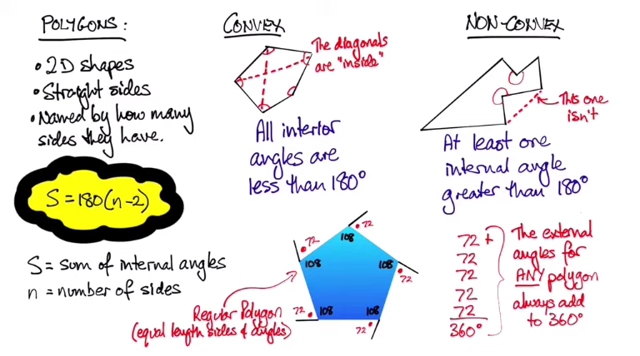 POLYGONS:
• 2D shapes
• Straight sides
• Named by how many
sides they have.
S = 180(n-2)
S = sum of internal angles
n = number of sides
CONVEX
The diagonals
are "inside"
All interior
angles are
less than 180°
72
72
108
72
108
108
72
108
108
72
Regular Polygon
(equal length sides & angles)
NON-CONVEX
This one
isn't
At least one
internal angle
greater than 180°
72 +
72
72
72
72
360°
The external
angles for
ANY polygon
always add
to 360°